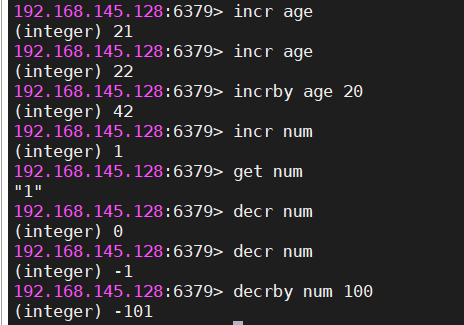 192.168.145.128:6379> incr age
(integer) 21
192.168.145.128:6379> incr age
(integer) 22
192.168.145.128:6379> incrby age 20
(integer) 42
192.168.145.128:6379> incr num
(integer) 1
192.168.145.128:6379> get num
"1"
192.168.145.128:6379> decr num
(integer) 0
192.168.145.128:6379> decr num
(integer) -1
192.168.145.128:6379> decrby num 100
(integer) -101